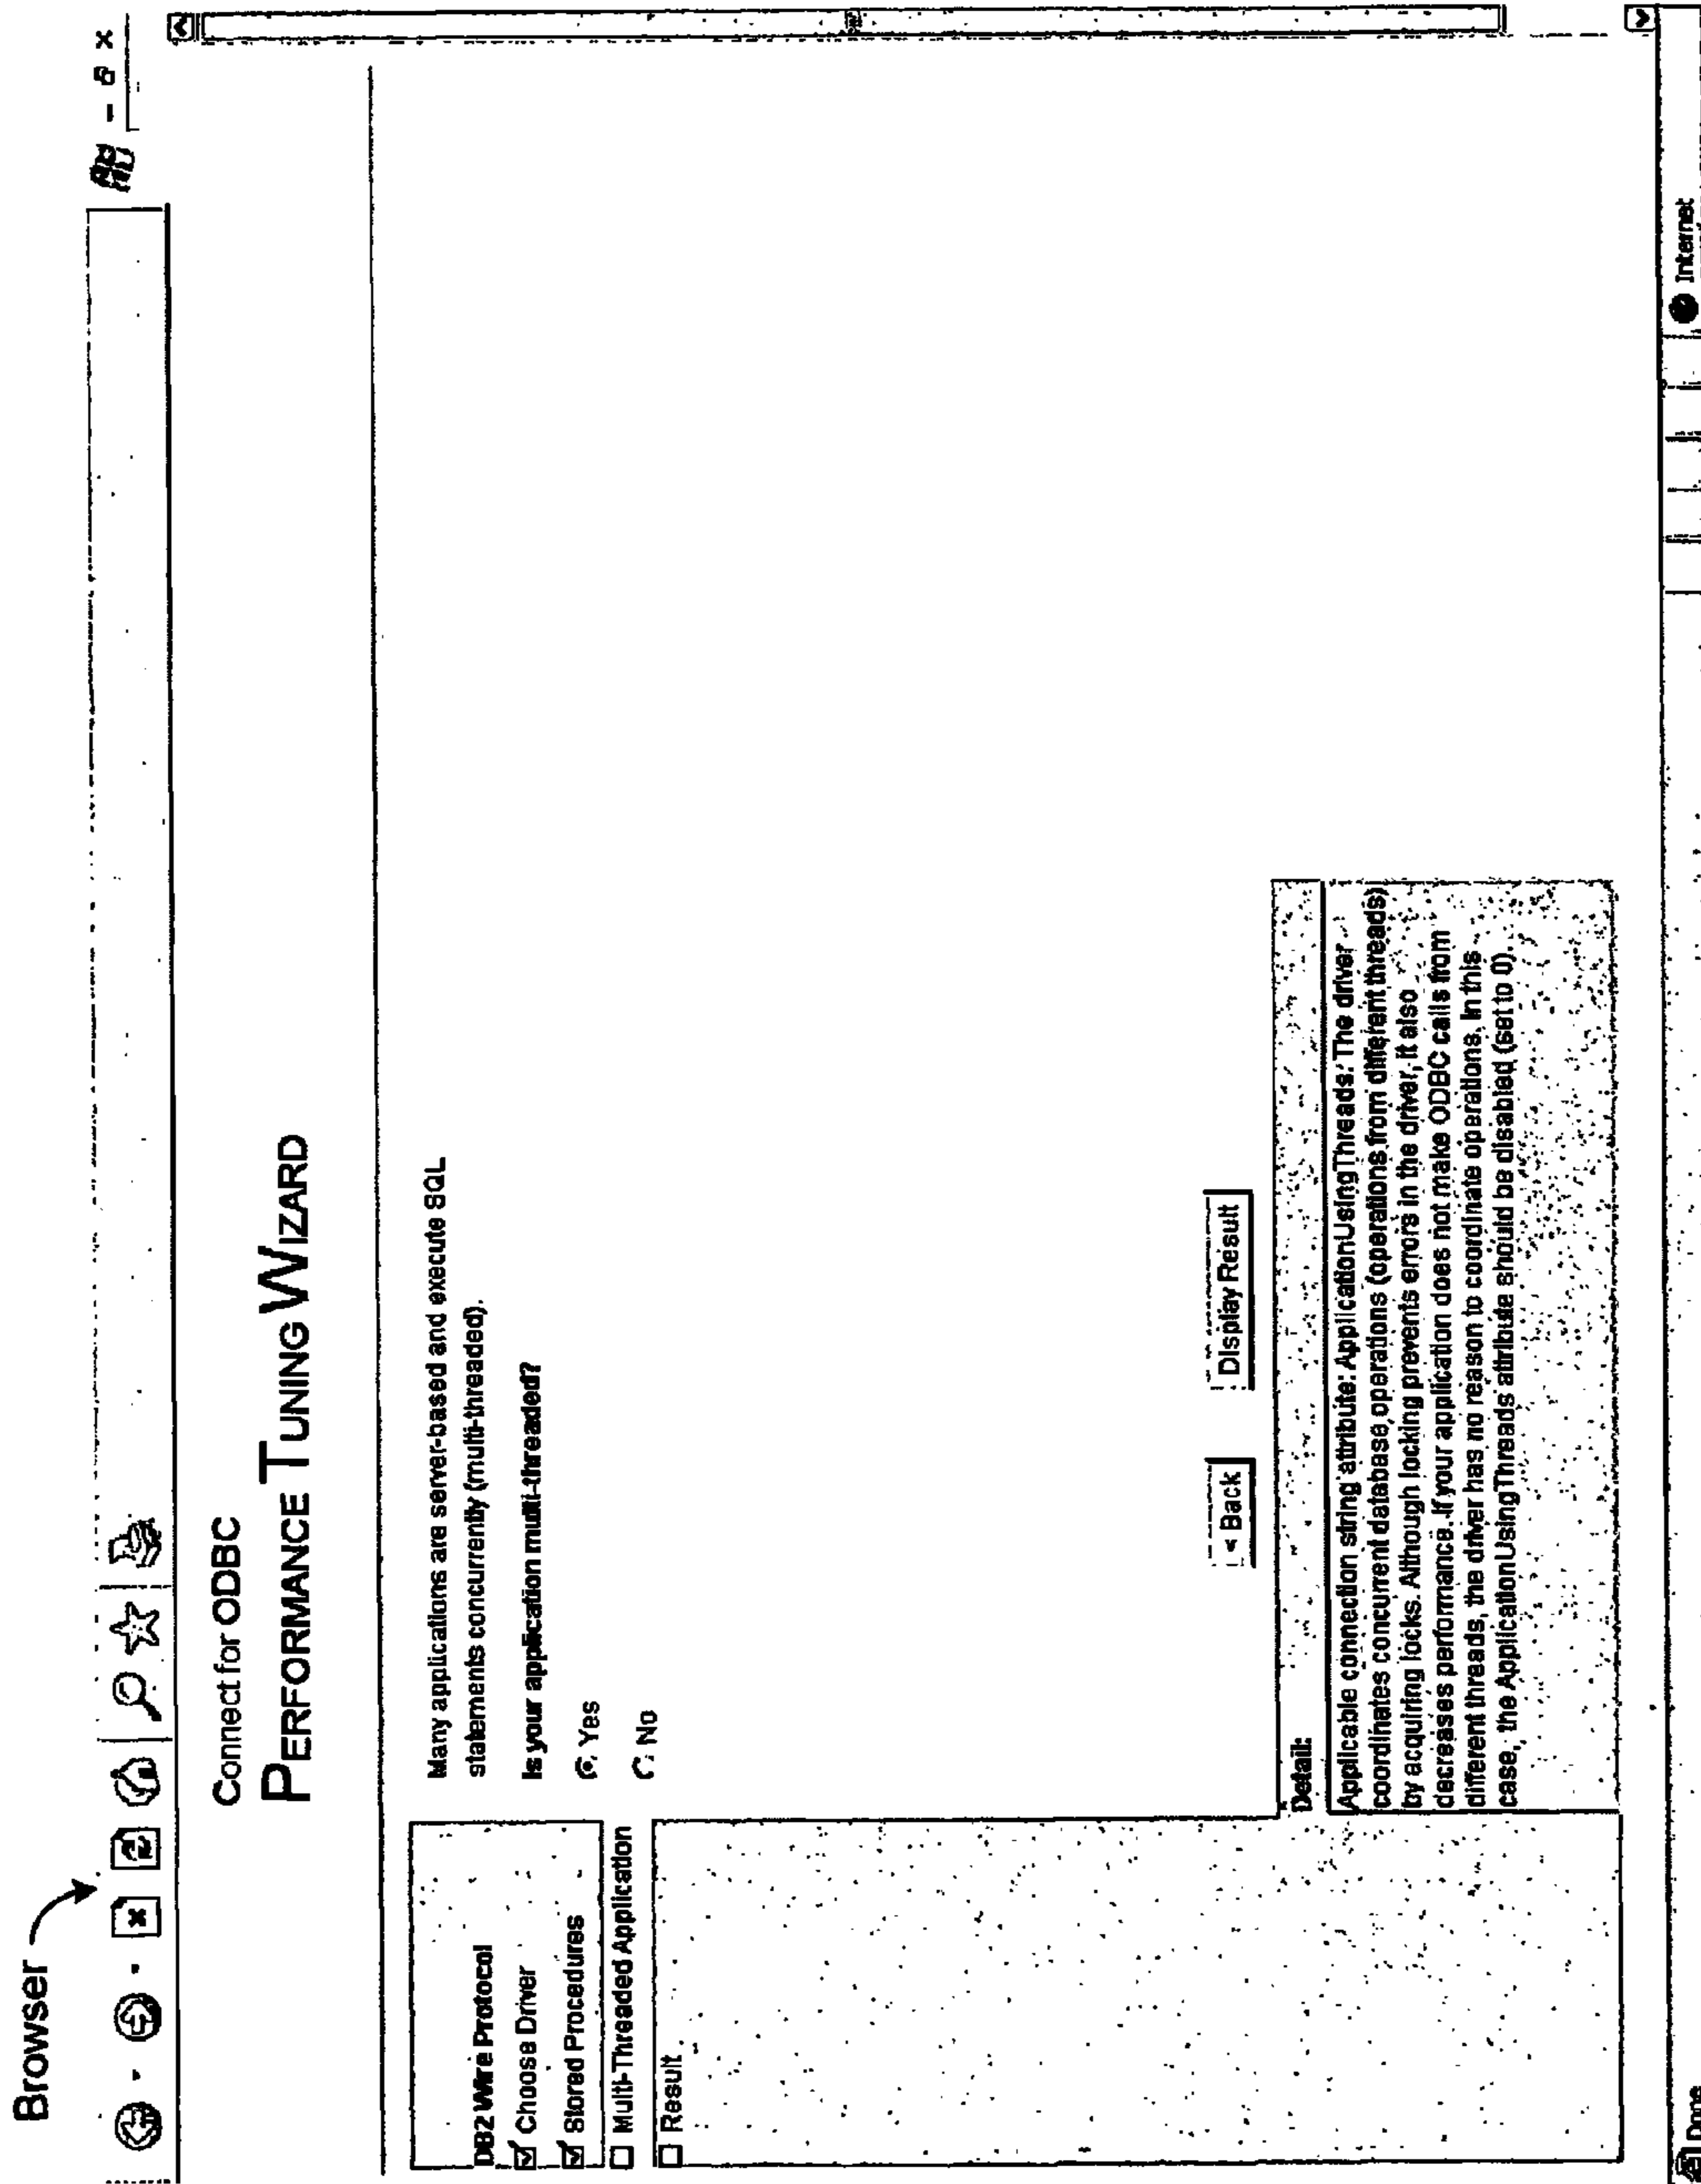 Browser
Connect for ODBC
PERFORMANCE TUNING WIZARD
DB2 Wire Protocol
Choose Driver
Stored Procedures
Multi-Threaded Application
Result
Many applications are server-based and execute SQL
statements concurrently (multi-threaded).
Is your application multi-threaded?
Yes
No
< Back
Display Result
Detail:
Applicable connection string attribute: ApplicationUsingThreads: The driver
coordinates concurrent database operations (operations from different threads)
by acquiring locks. Although locking prevents errors in the driver, it also
decreases performance. If your application does not make ODBC calls from
different threads, the driver has no reason to coordinate operations. In this
case, the ApplicationUsingThreads attribute should be disabled (set to 0).
Done
Internet